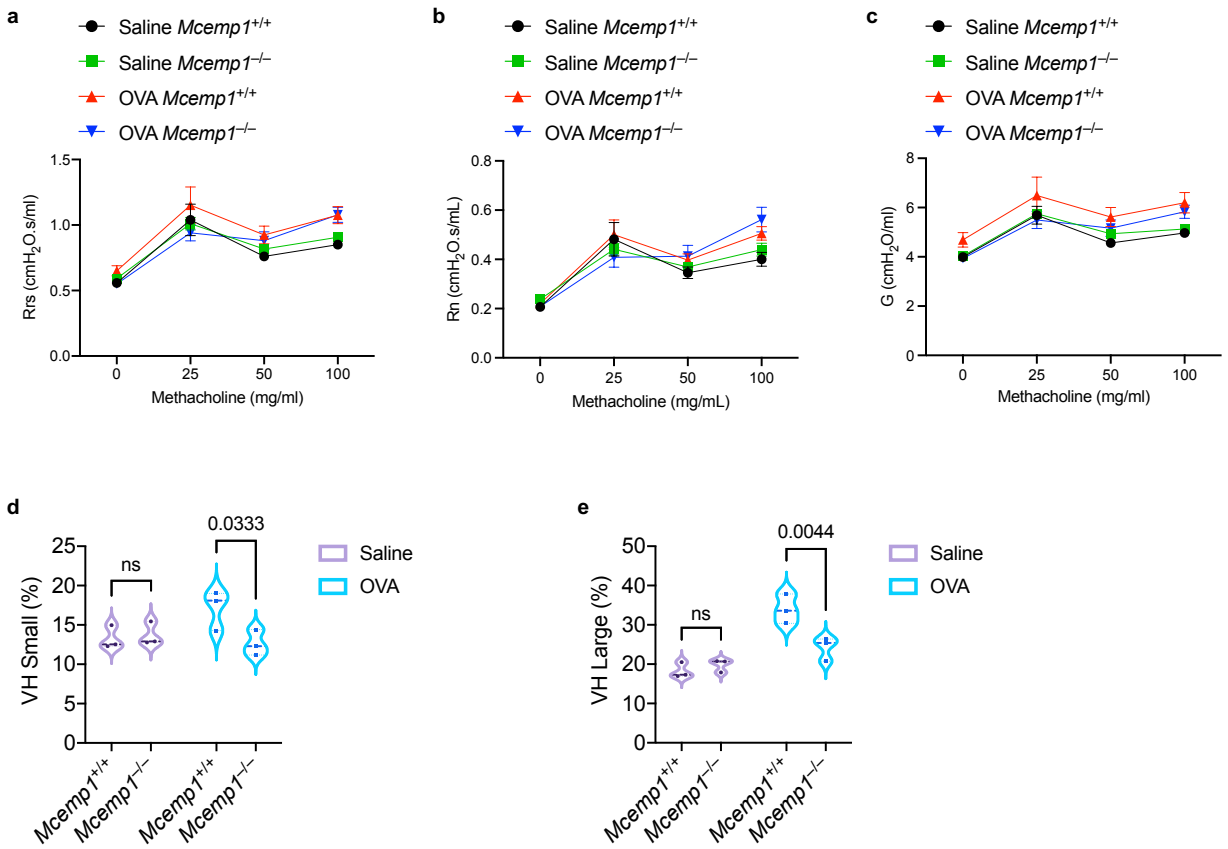 a
Saline Mcemp1+/+
Saline Mcemp1–/–
OVA Mcemp1+/+
OVA Mcemp1–/–
Rrs (cmH2O.s/ml)
1.5
1.0
0.5
0.0
0 25 50 100
Methacholine (mg/ml)
b
Saline Mcemp1+/+
Saline Mcemp1–/–
OVA Mcemp1+/+
OVA Mcemp1–/–
Rn (cmH2O.s/mL)
0.8
0.6
0.4
0.2
0.0
0 25 50 100
Methacholine (mg/mL)
c
Saline Mcemp1+/+
Saline Mcemp1–/–
OVA Mcemp1+/+
OVA Mcemp1–/–
G (cmH2O/ml)
8
6
4
2
0
0 25 50 100
Methacholine (mg/ml)
d
VH Small (%)
25
20
15
10
5
0
ns
0.0333
Saline
OVA
Mcemp1+/+
Mcemp1–/–
Mcemp1+/+
Mcemp1–/–
e
VH Large (%)
50
40
30
20
10
0
ns
0.0044
Saline
OVA
Mcemp1+/+
Mcemp1–/–
Mcemp1+/+
Mcemp1–/–